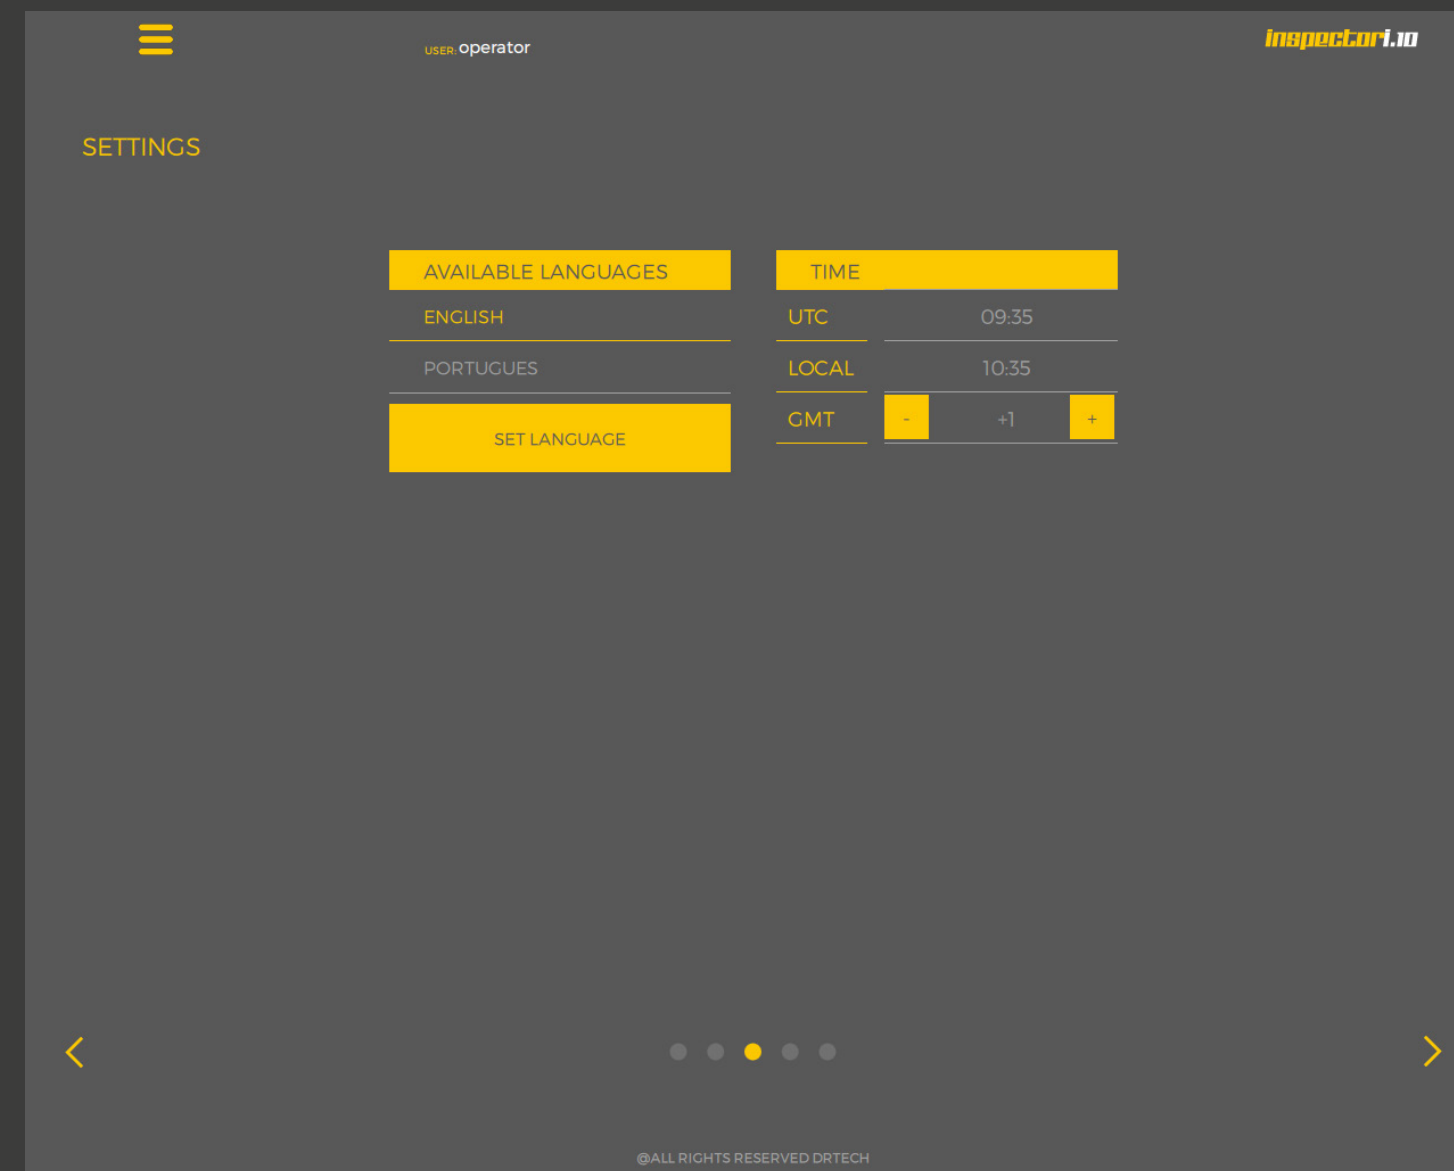 USER: operator
inspectori.io
SETTINGS
AVAILABLE LANGUAGES
ENGLISH
PORTUGUES
SET LANGUAGE
TIME
UTC 09:35
LOCAL 10:35
GMT - +1 +
@ALL RIGHTS RESERVED DRTECH